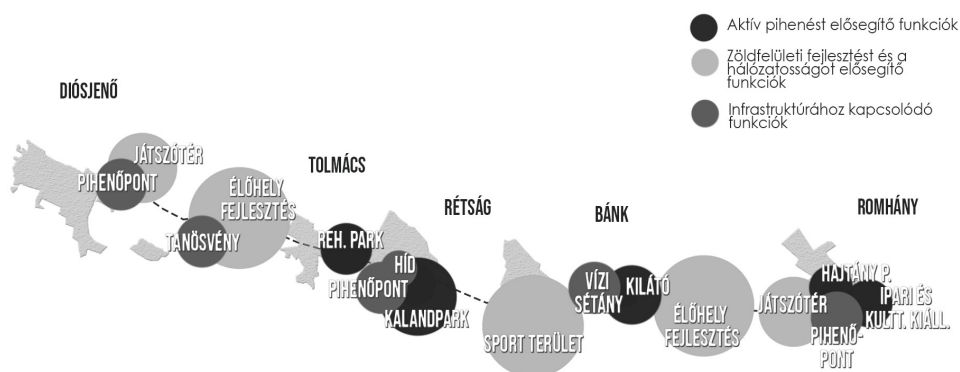 Aktív pihenést elősegítő funkciók
Zöldfelületi fejlesztést és a
hálózatosságot elősegítő
funkciók
Infrastruktúrához kapcsolódó
funkciók
DIÓSJENŐ
JÁTSZÓTÉR
PIHENŐPONT
TANÖSVÉNY
ÉLŐHELY
FEJLESZTÉS
TOLMÁCS
REH. PARK
HÍD
PIHENŐPONT
KALANDPARK
RÉTSÁG
SPORT TERÜLET
BÁNK
VÍZI
SÉTÁNY
KILÁTÓ
ÉLŐHELY
FEJLESZTÉS
ROMHÁNY
JÁTSZÓTÉR
HAJTÁNY P.
IPARI ÉS
KULTT. KIÁLL.
PIHENŐ-
PONT